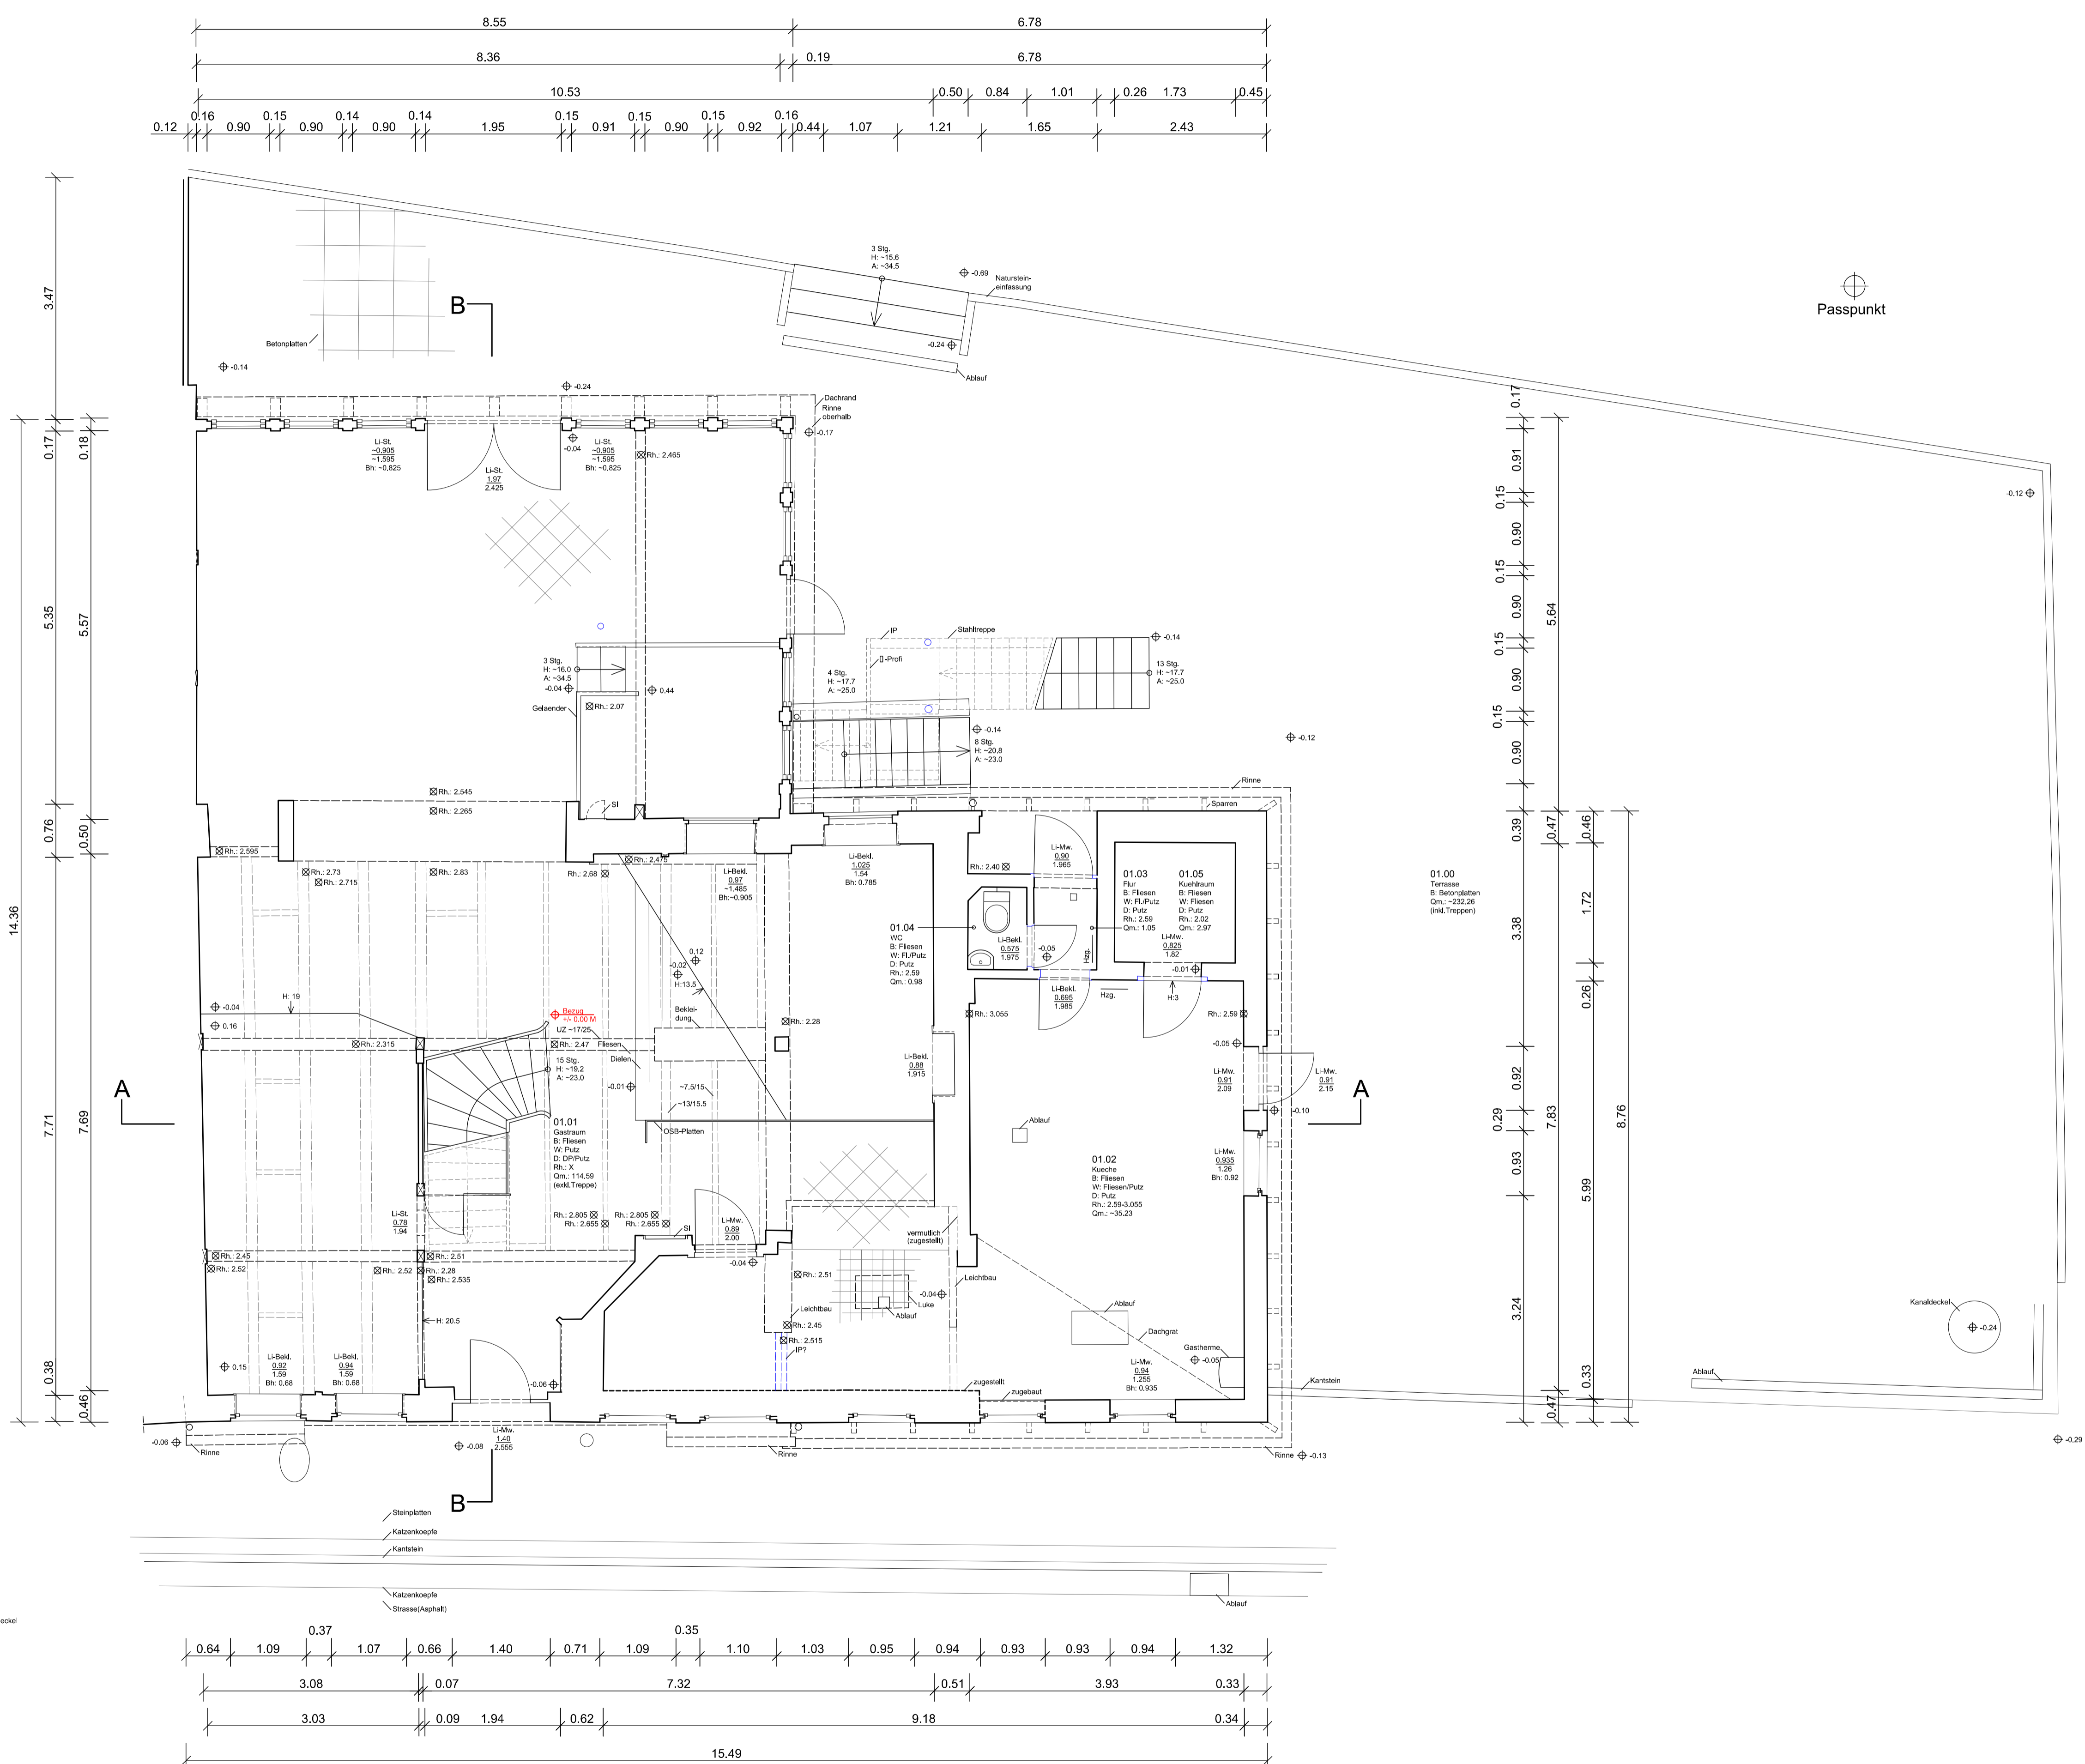 8.55 6.78
8.36 0.19 6.78
10.53 0.50 0.84 1.01 0.26 1.73 0.45
0.12 0.16 0.90 0.15 0.90 0.14 0.90 0.14 1.95 0.15 0.91 0.15 0.90 0.15 0.92 0.16 0.44 1.07 1.21 1.65 2.43
14.36
3.47
0.17
5.35
0.76
7.71
0.38
0.18
5.57
0.50
7.69
0.46
Betonplatten
-0.14
B
-0.24
3 Stg.
H: ~15.6
A: ~34.5
-0.69
Naturstein-
einfassung
-0.24
Ablauf
Passpunkt
Dachrand
Rinne
oberhalb
-0.17
Li-St.
~0.905
~1.595
Bh: ~0.825
Li-St.
1.97
2.425
-0.04
Li-St.
~0.905
~1.595
Bh: ~0.825
Rh.: 2.465
-0.12
3 Stg.
H: ~16.0
A: ~34.5
-0.04
0.44
Gelaender
Rh.: 2.07
IP
Stahltreppe
▯-Profil
4 Stg.
H: ~17.7
A: ~25.0
-0.14
13 Stg.
H: ~17.7
A: ~25.0
-0.14
8 Stg.
H: ~20.8
A: ~23.0
-0.12
Rinne
Sparren
Rh.: 2.545
Rh.: 2.265
SI
Rh.: 2.595
Rh.: 2.73
Rh.: 2.715
Rh.: 2.83
Rh.: 2.68
Rh.: 2.475
Li-Bekl.
0.97
~1.485
Bh:~0.905
Li-Bekl.
1.025
1.54
Bh: 0.785
Rh.: 2.40
Li-Mw.
0.90
1.965
01.03
Flur
B: Fliesen
W: Fl./Putz
D: Putz
Rh.: 2.59
Qm.: 1.05
01.05
Kuehlraum
B: Fliesen
W: Fliesen
D: Putz
Rh.: 2.02
Qm.: 2.97
01.00
Terrasse
B: Betonplatten
Qm.: ~232.26
(inkl.Treppen)
01.04
WC
B: Fliesen
W: Fl./Putz
D: Putz
Rh.: 2.59
Qm.: 0.98
Li-Bekl.
0.575
1.975
-0.05
Hzg.
Li-Mw.
0.825
1.82
-0.01
H:3
Li-Bekl.
0.695
1.985
Hzg.
0.12
-0.02
H:13.5
Beklei-
dung
Rh.: 3.055
Rh.: 2.59
H: 19
-0.04
0.16
Bezug
+/- 0.00 M
UZ ~17/25
Rh.: 2.28
Rh.: 2.315
Rh.: 2.47
Fliesen
Dielen
15 Stg.
H: ~19.2
A: ~23.0
-0.01
~7.5/15
~13/15.5
OSB-Platten
Li-Bekl.
0.88
1.915
-0.05
Li-Mw.
0.91
2.09
Li-Mw.
0.91
2.15
-0.10
A
A
01.01
Gastraum
B: Fliesen
W: Putz
D: DP/Putz
Rh.: X
Qm.: 114.59
(exkl.Treppe)
Ablauf
01.02
Kueche
B: Fliesen
W: Fliesen/Putz
D: Putz
Rh.: 2.59-3.055
Qm.: ~35.23
Li-Mw.
0.935
1.26
Bh: 0.92
Li-St.
0.78
1.94
Rh.: 2.805
Rh.: 2.655
Rh.: 2.805
Rh.: 2.655
SI
Li-Mw.
0.89
2.00
-0.04
vermutlich
(zugestellt)
Rh.: 2.45
Rh.: 2.52
Rh.: 2.51
Rh.: 2.52
Rh.: 2.28
Rh.: 2.535
Rh.: 2.51
-0.04
Leichtbau
Luke
Ablauf
Leichtbau
Rh.: 2.45
Rh.: 2.515
IP?
H: 20.5
Ablauf
Dachgrat
Gastherme
-0.05
Kanaldeckel
-0.24
0.15
Li-Bekl.
0.92
1.59
Bh: 0.68
Li-Bekl.
0.94
1.59
Bh: 0.68
-0.06
Li-Mw.
0.94
1.255
Bh: 0.935
zugestellt
zugebaut
Kantstein
Ablauf
-0.06
Rinne
-0.08
Li-Mw.
1.40
2.555
Rinne
Rinne
-0.13
-0.29
B
0.17
0.91
0.15
0.90
0.15
0.90
0.15
0.90
0.15
0.90
0.39
3.38
0.92
0.29
0.93
3.24
5.64
0.47
7.83
0.47
0.46
1.72
0.26
5.99
0.33
8.76
Steinplatten
Katzenkoepfe
Kantstein
Katzenkoepfe
Strasse(Asphalt)
Ablauf
eckel
0.64 1.09 0.37 1.07 0.66 1.40 0.71 1.09 0.35 1.10 1.03 0.95 0.94 0.93 0.93 0.94 1.32
3.08 0.07 7.32 0.51 3.93 0.33
3.03 0.09 1.94 0.62 9.18 0.34
15.49